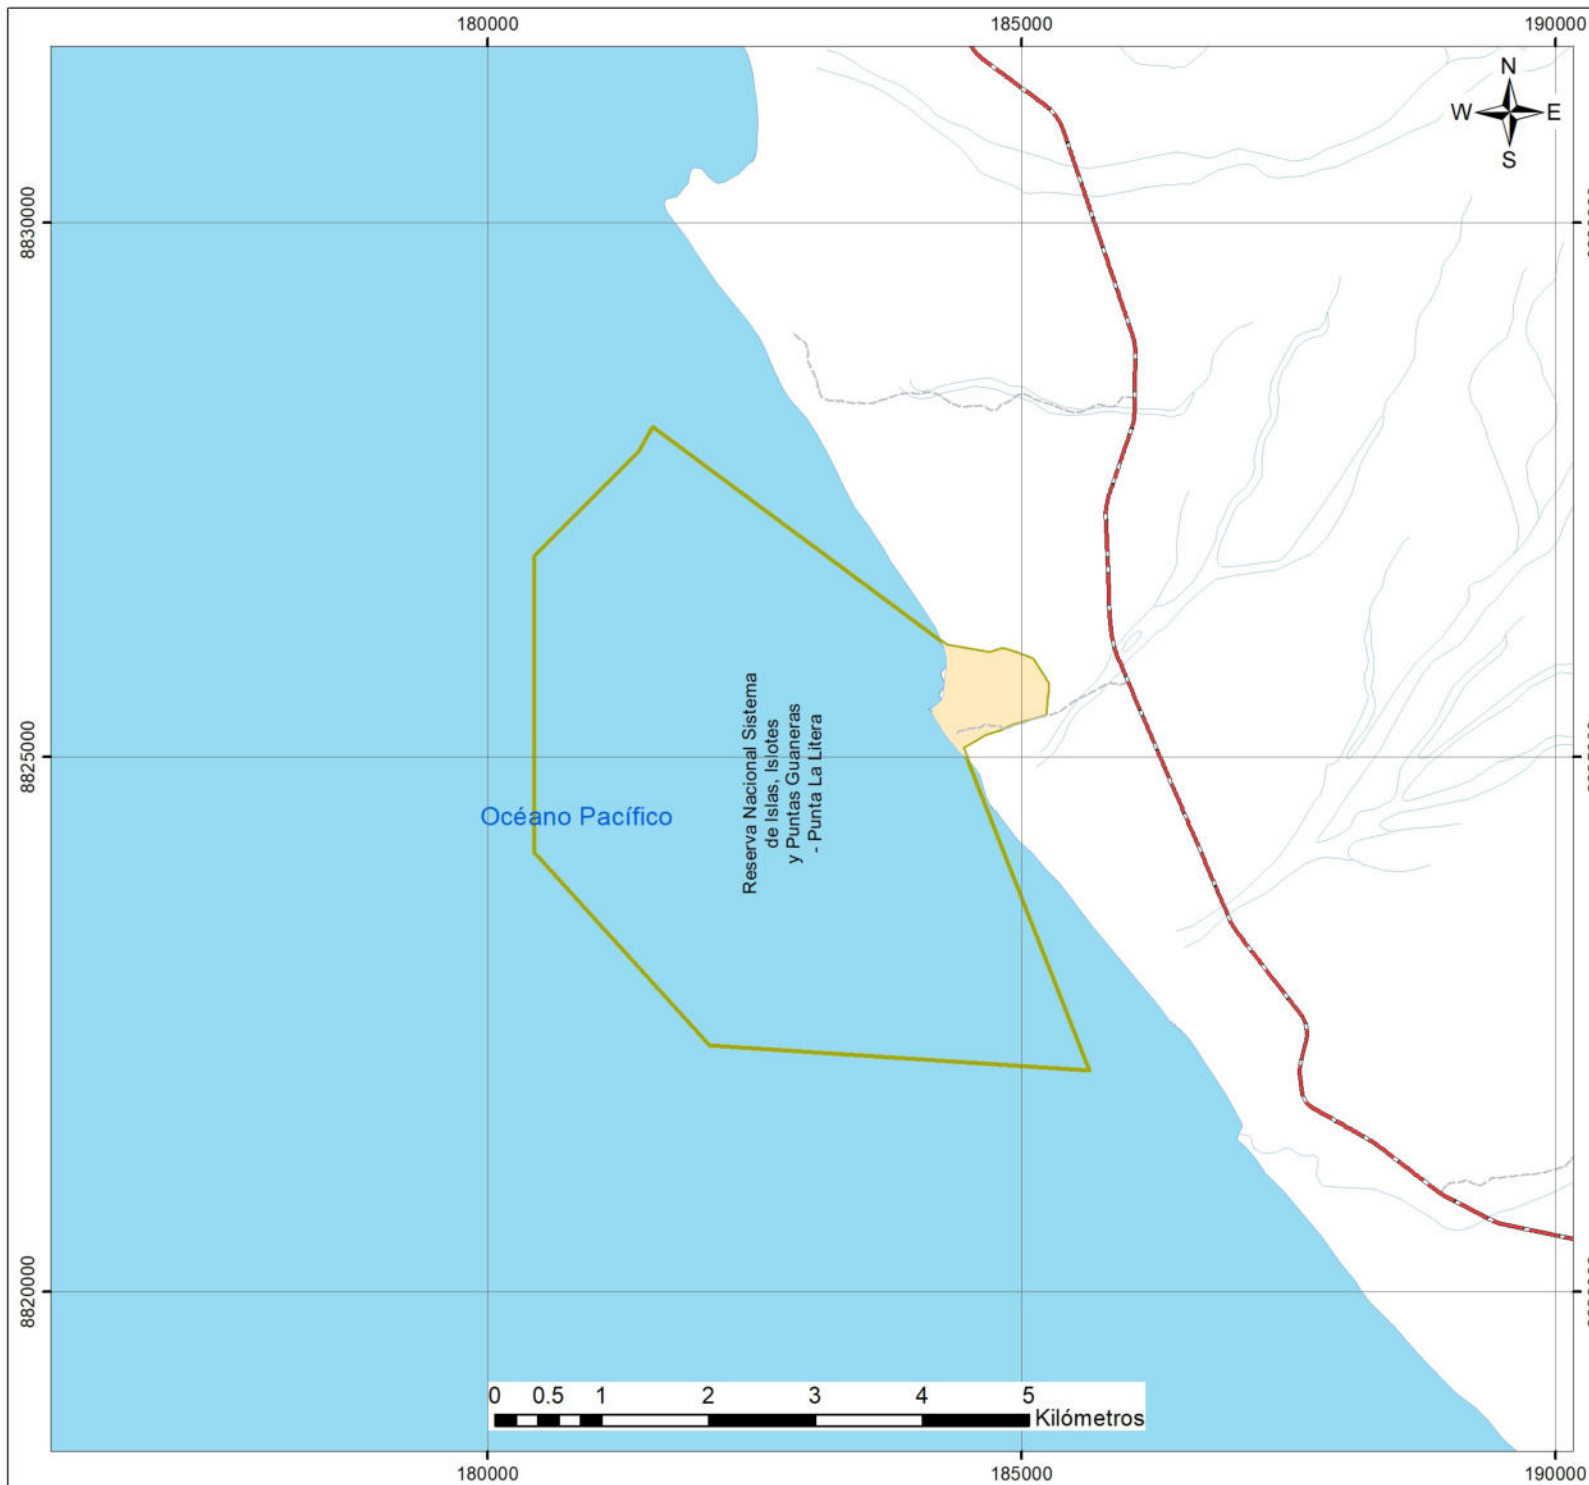 180000
185000
190000
N
W
E
S
8830000
8825000
8820000
Reserva Nacional Sistema
de Islas, Islotes
y Puntas Guaneras
- Punta La Litera
Océano Pacífico
0
0.5
1
2
3
4
5
Kilómetros
180000
185000
190000